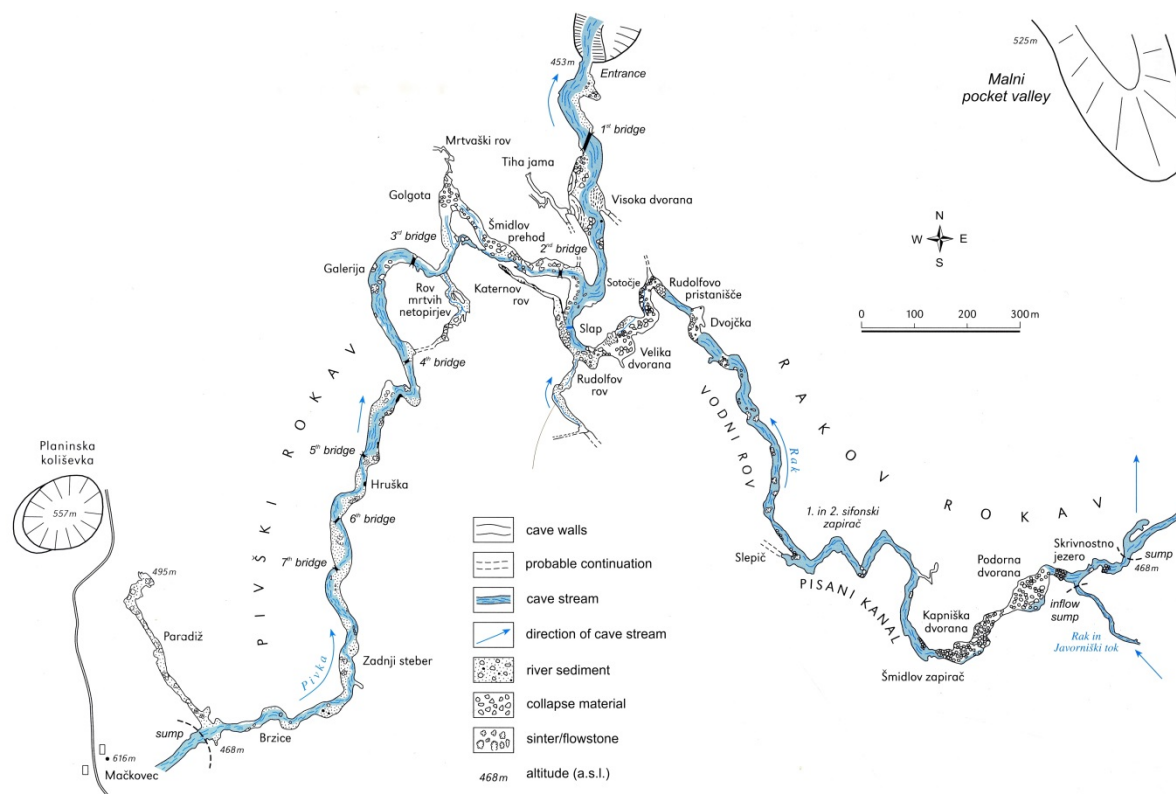 525m
Malni
pocket valley
453m
Entrance
1st bridge
Mrtvaški rov
Tiha jama
Golgota
Visoka dvorana
Šmidlov
prehod
3rd bridge
2nd bridge
N
W E
S
Galerija
Rov
mrtvih
netopirjev
Katernov
rov
Sotočje
Rudolfovo
pristanišče
Dvojčka
Slap
Velika
dvorana
0 100 200 300m
4th bridge
Rudolfov
rov
PIVŠKI ROKAV
VODNI ROV
RAKOV ROKAV
Rak
Planinska
koliševka
557m
5th bridge
Hruška
6th bridge
7th bridge
495m
Paradiž
Pivka
Zadnji steber
sump
468m
Brzice
616m
Mačkovec
1. in 2. sifonski
zapirač
Slepič
PISANI KANAL
Podorna
dvorana
Skrivnostno
jezero
sump
468m
inflow
sump
Kapniška
dvorana
Rak in
Javorniški tok
Šmidlov zapirač
cave walls
probable continuation
cave stream
direction of cave stream
river sediment
collapse material
sinter/flowstone
468m altitude (a.s.l.)